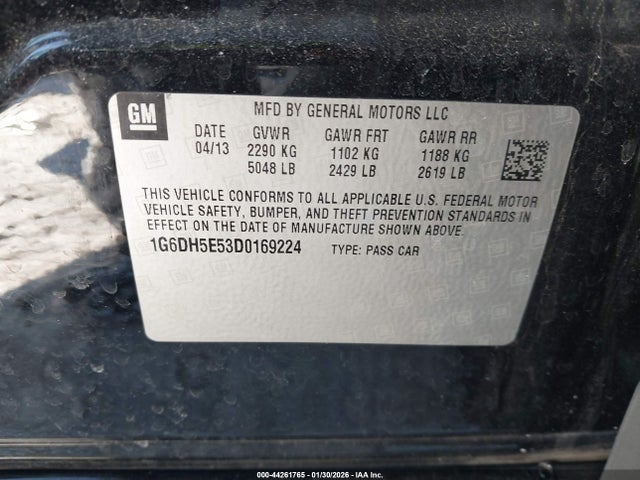 GM
MFD BY GENERAL MOTORS LLC
DATE GVWR GAWR FRT GAWR RR
04/13 2290 KG 1102 KG 1188 KG
5048 LB 2429 LB 2619 LB
THIS VEHICLE CONFORMS TO ALL APPLICABLE U.S. FEDERAL MOTOR
VEHICLE SAFETY, BUMPER, AND THEFT PREVENTION STANDARDS IN
EFFECT ON THE DATE OF MANUFACTURE SHOWN ABOVE.
1G6DH5E53D0169224 TYPE: PASS CAR
000-44261765 - 01/30/2026 - IAA Inc.